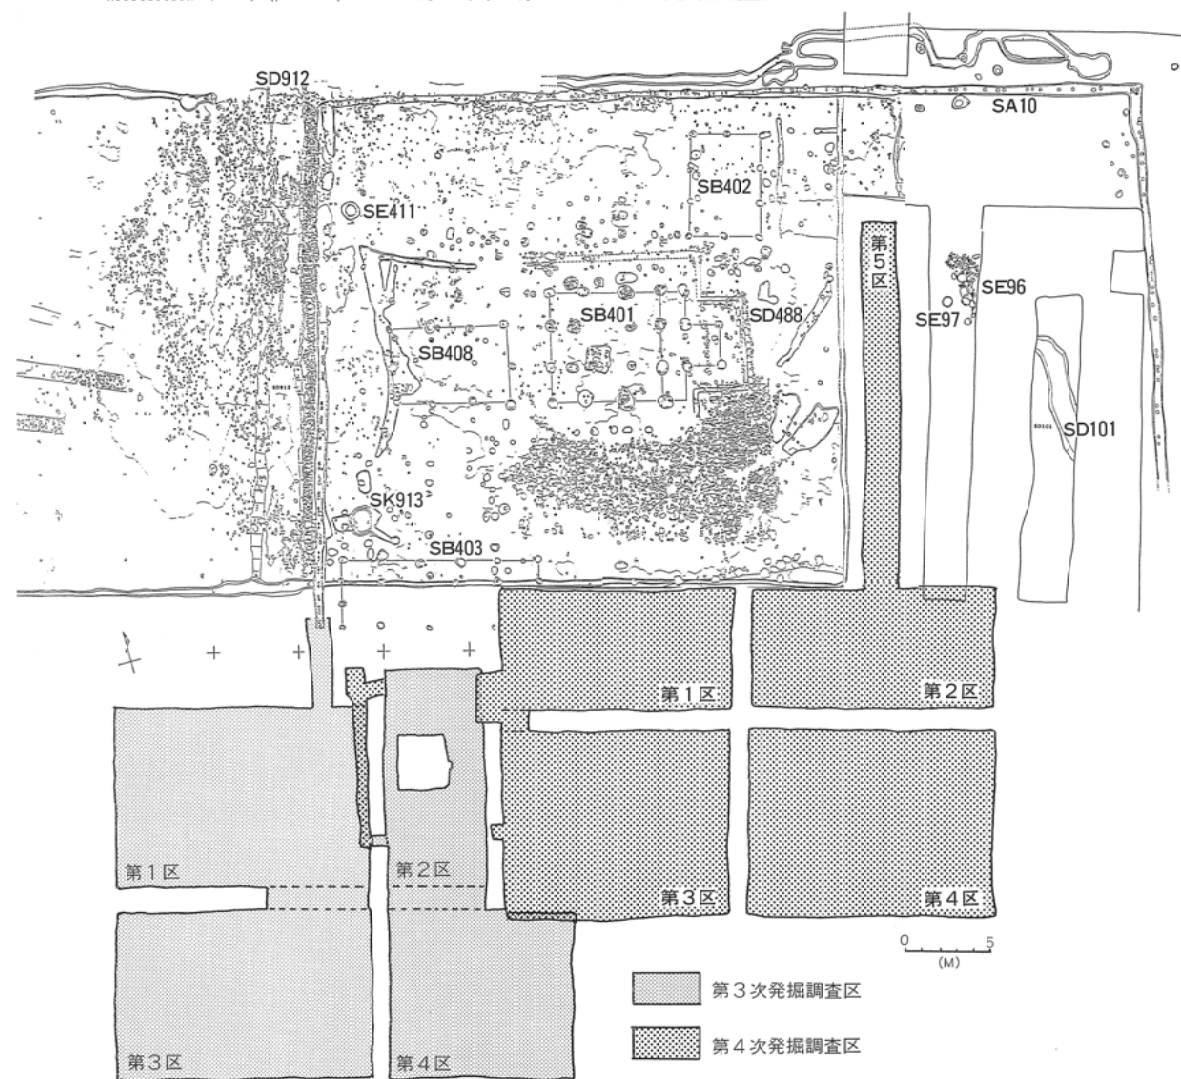 SD912
SA10
SB402
SE411
第5区
SE96
SB401
SD488
SE97
SB408
SD913
SD101
SD101
SK913
SB403
第1区
第2区
第1区
第2区
第3区
第4区
0 5
(M)
第3次発掘調査区
第4次発掘調査区
第3区
第4区